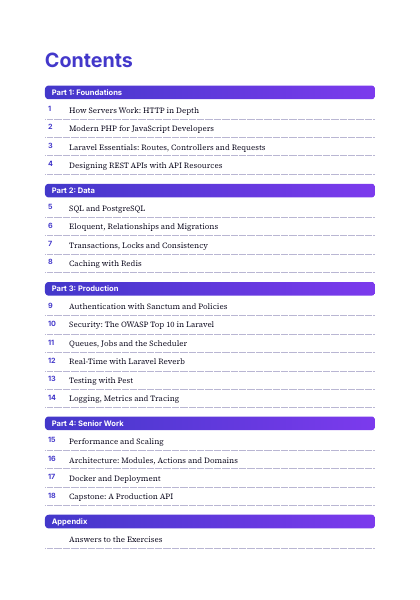 Contents
Part 1: Foundations
1 How Servers Work: HTTP in Depth
2 Modern PHP for JavaScript Developers
3 Laravel Essentials: Routes, Controllers and Requests
4 Designing REST APIs with API Resources
Part 2: Data
5 SQL and PostgreSQL
6 Eloquent, Relationships and Migrations
7 Transactions, Locks and Consistency
8 Caching with Redis
Part 3: Production
9 Authentication with Sanctum and Policies
10 Security: The OWASP Top 10 in Laravel
11 Queues, Jobs and the Scheduler
12 Real-Time with Laravel Reverb
13 Testing with Pest
14 Logging, Metrics and Tracing
Part 4: Senior Work
15 Performance and Scaling
16 Architecture: Modules, Actions and Domains
17 Docker and Deployment
18 Capstone: A Production API
Appendix
Answers to the Exercises